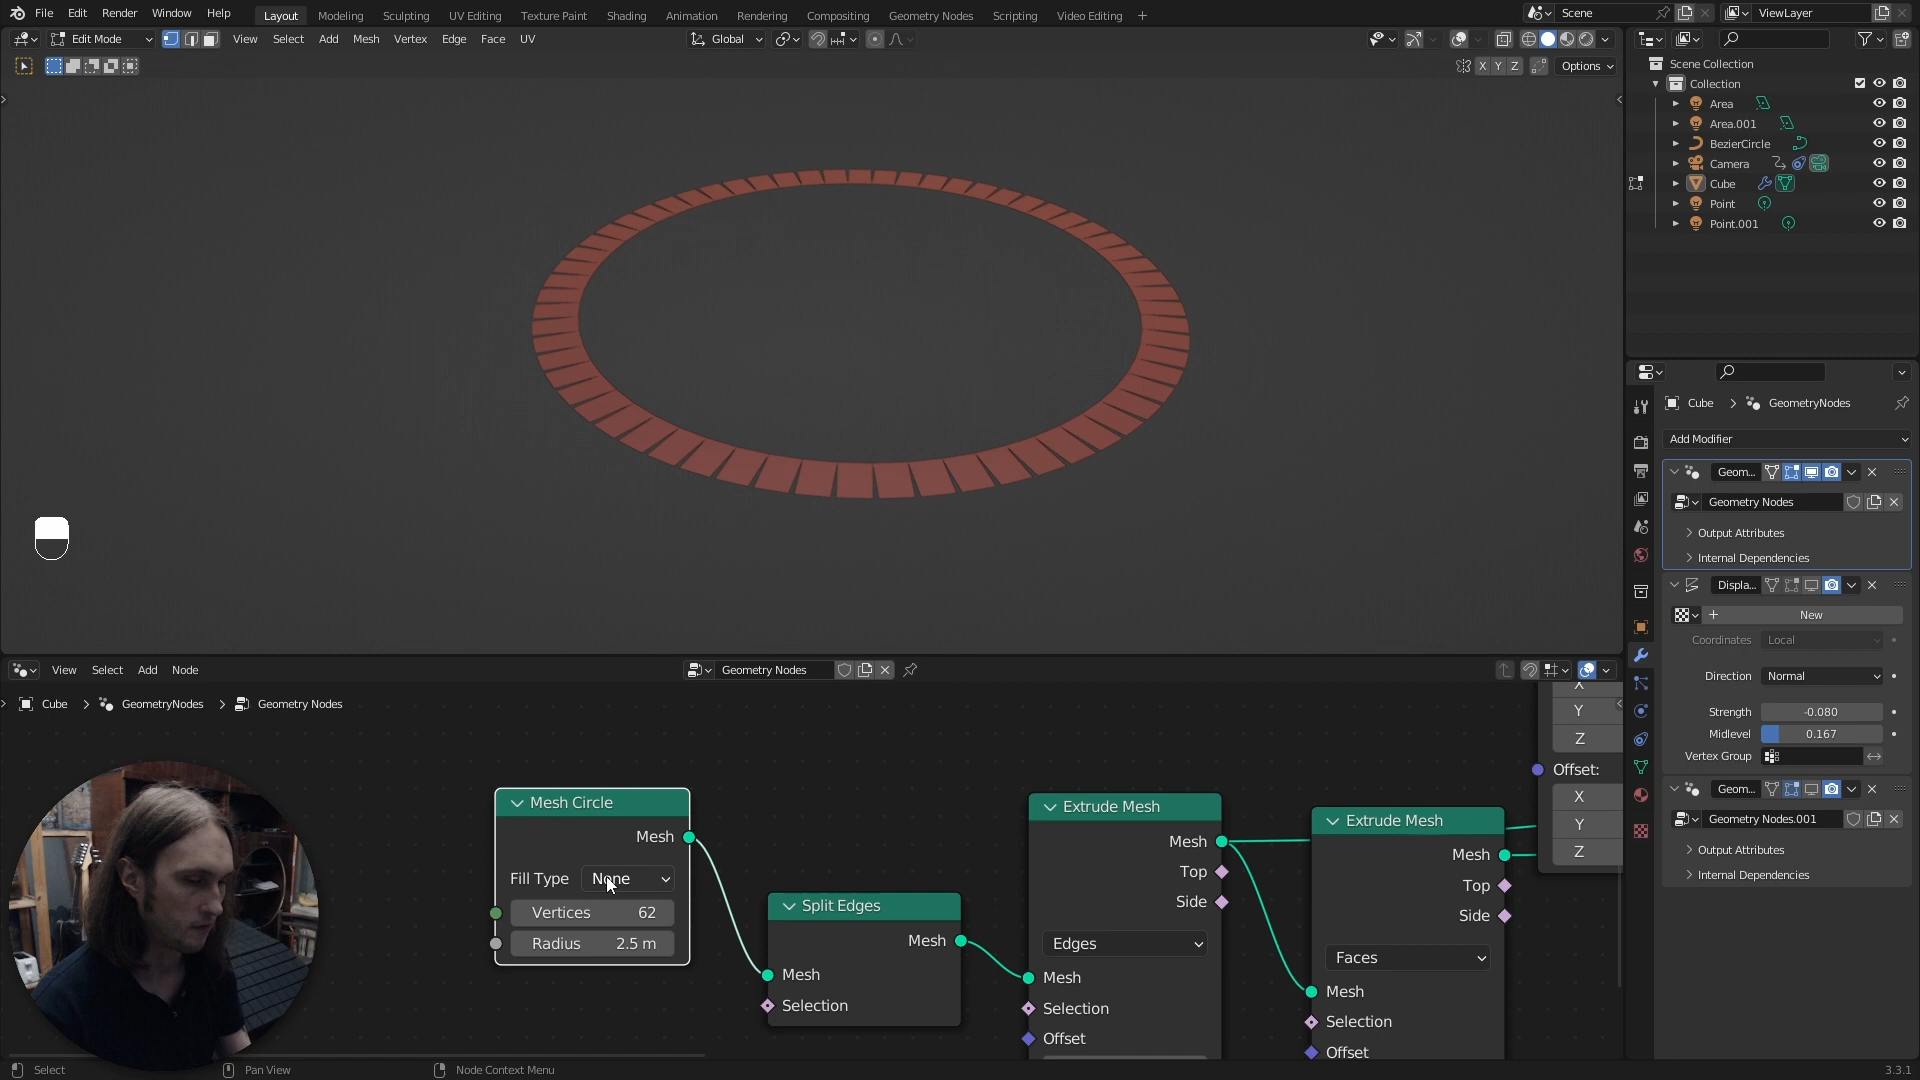 File Edit Render Window Help Layout Modeling Sculpting UV Editing Texture Paint Shading Animation Rendering Compositing Geometry Nodes Scripting Video Editing + Scene ViewLayer
Edit Mode View Select Add Mesh Vertex Edge Face UV Global
X Y Z Options
Scene Collection
Collection
Area
Area.001
BezierCircle
Camera
Cube
Point
Point.001
Cube > GeometryNodes
Add Modifier
Geom...
Geometry Nodes
Output Attributes
Internal Dependencies
Displa...
New
Coordinates Local
Direction Normal
Strength -0.080
Midlevel 0.167
Vertex Group
Geom...
Geometry Nodes.001
Output Attributes
Internal Dependencies
View Select Add Node Geometry Nodes
Cube > GeometryNodes > Geometry Nodes
Mesh Circle
Mesh
Fill Type None
Vertices 62
Radius 2.5 m
Split Edges
Mesh
Mesh
Selection
Extrude Mesh
Mesh
Top
Side
Edges
Mesh
Selection
Offset
Extrude Mesh
Mesh
Top
Side
Faces
Mesh
Selection
Offset
X
Y
Z
Offset:
X
Y
Z
Select Pan View Node Context Menu 3.3.1